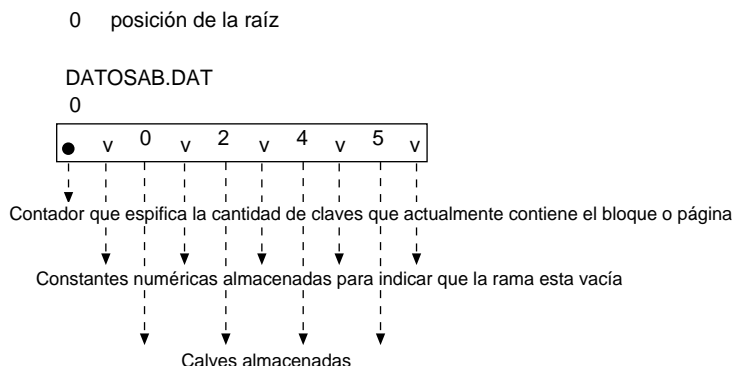 0 posición de la raíz
DATOSAB.DAT
0
v 0 v 2 v 4 v 5 v
Contador que espifica la cantidad de claves que actualmente contiene el bloque o página
Constantes numéricas almacenadas para indicar que la rama esta vacía
Calves almacenadas